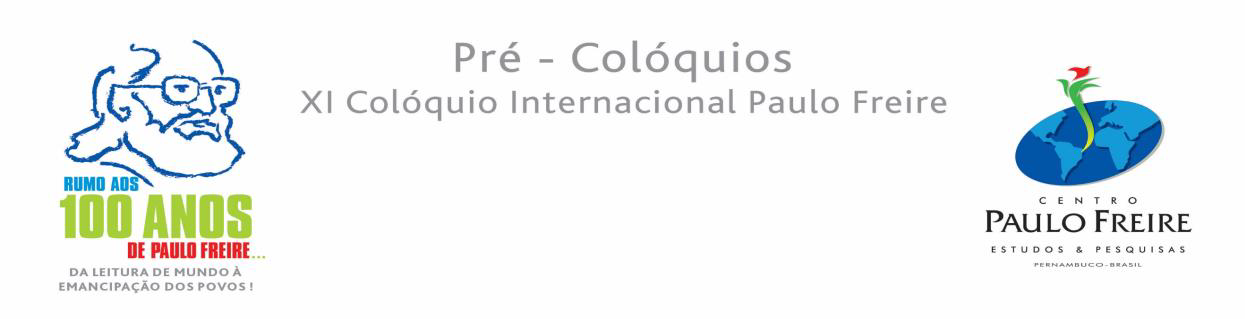 Pré - Colóquios
XI Colóquio Internacional Paulo Freire
RUMO AOS
100 ANOS
DE PAULO FREIRE...
DA LEITURA DE MUNDO À
EMANCIPAÇÃO DOS POVOS !
CENTRO
PAULO FREIRE
ESTUDOS & PESQUISAS
PERNAMBUCO-BRASIL